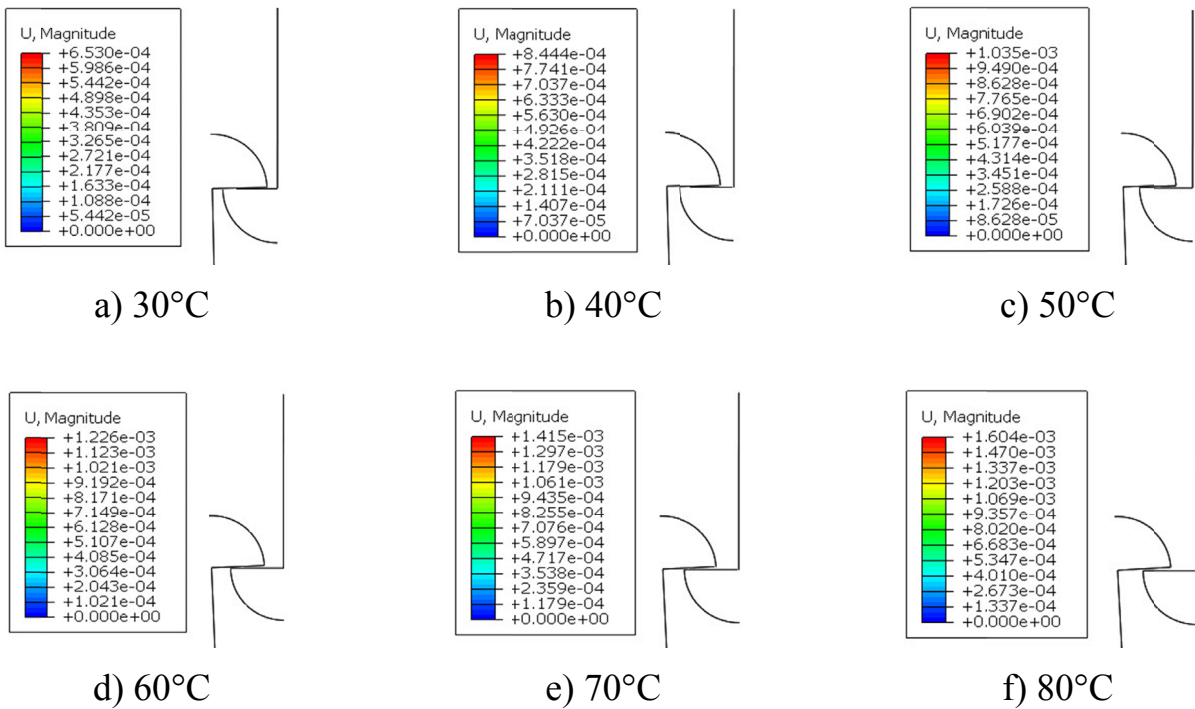 U, Magnitude
+6.530e-04
+5.986e-04
+5.442e-04
+4.898e-04
+4.353e-04
+3.809e-04
+3.265e-04
+2.721e-04
+2.177e-04
+1.633e-04
+1.088e-04
+5.442e-05
+0.000e+00
a) 30°C
U, Magnitude
+8.444e-04
+7.741e-04
+7.037e-04
+6.333e-04
+5.630e-04
+4.926e-04
+4.222e-04
+3.518e-04
+2.815e-04
+2.111e-04
+1.407e-04
+7.037e-05
+0.000e+00
b) 40°C
U, Magnitude
+1.035e-03
+9.490e-04
+8.628e-04
+7.765e-04
+6.902e-04
+6.039e-04
+5.177e-04
+4.314e-04
+3.451e-04
+2.588e-04
+1.726e-04
+8.628e-05
+0.000e+00
c) 50°C
U, Magnitude
+1.226e-03
+1.123e-03
+1.021e-03
+9.192e-04
+8.171e-04
+7.149e-04
+6.128e-04
+5.107e-04
+4.085e-04
+3.064e-04
+2.043e-04
+1.021e-04
+0.000e+00
d) 60°C
U, Magnitude
+1.415e-03
+1.297e-03
+1.179e-03
+1.061e-03
+9.435e-04
+8.255e-04
+7.076e-04
+5.897e-04
+4.717e-04
+3.538e-04
+2.359e-04
+1.179e-04
+0.000e+00
e) 70°C
U, Magnitude
+1.604e-03
+1.470e-03
+1.337e-03
+1.203e-03
+1.069e-03
+9.357e-04
+8.020e-04
+6.683e-04
+5.347e-04
+4.010e-04
+2.673e-04
+1.337e-04
+0.000e+00
f) 80°C